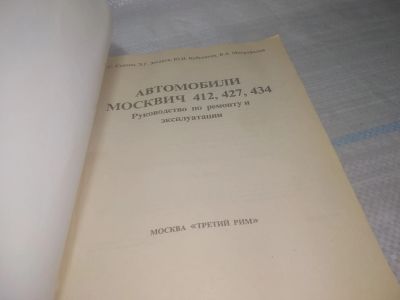 АВТОМОБИЛИ
МОСКВИЧ 412, 427, 434
Руководство по ремонту и
эксплуатации
МОСКВА «ТРЕТИЙ РИМ»